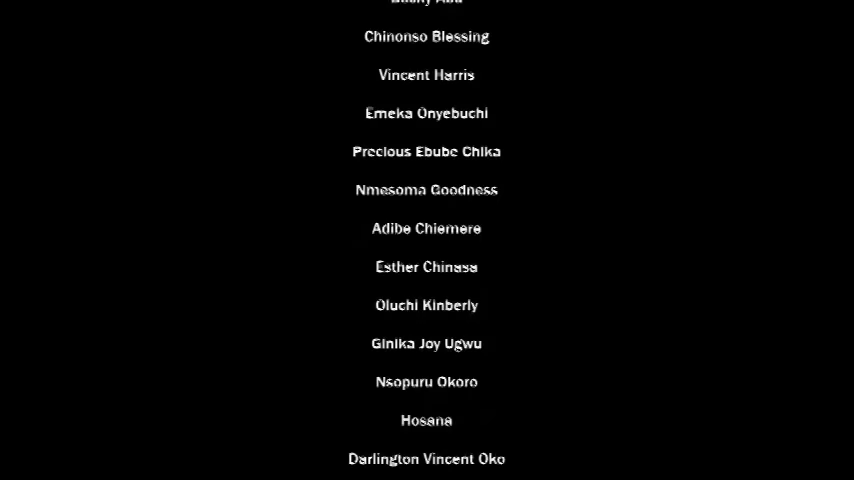 Chinonso Blessing
Vincent Harris
Emeka Onyebuchi
Precious Ebube Chika
Nmesoma Goodness
Adibe Chiemere
Esther Chinasa
Oluchi Kinberly
Ginika Joy Ugwu
Nsopuru Okoro
Hosana
Darlington Vincent Oko